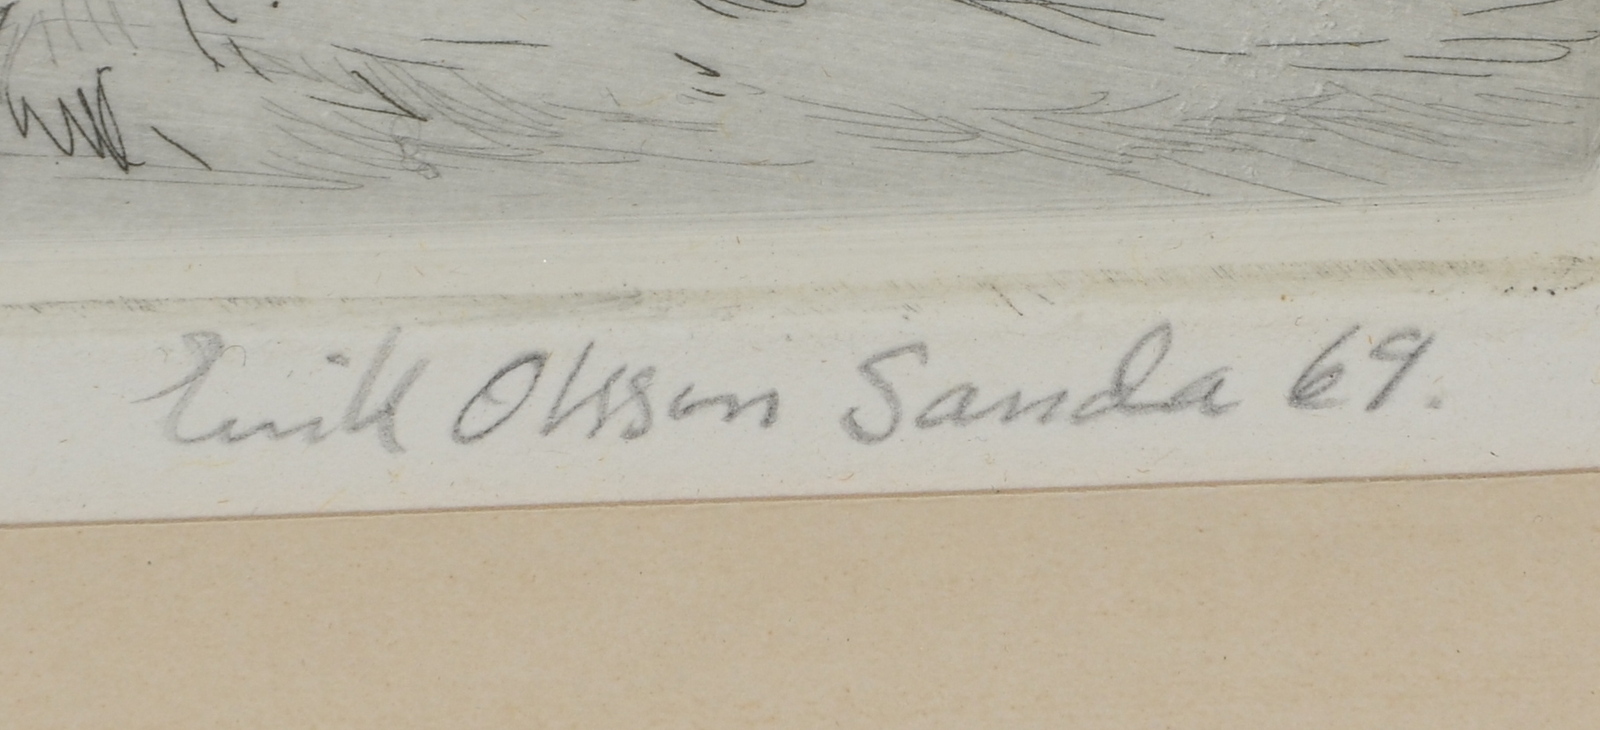 Erik Olsson Sanda 69.